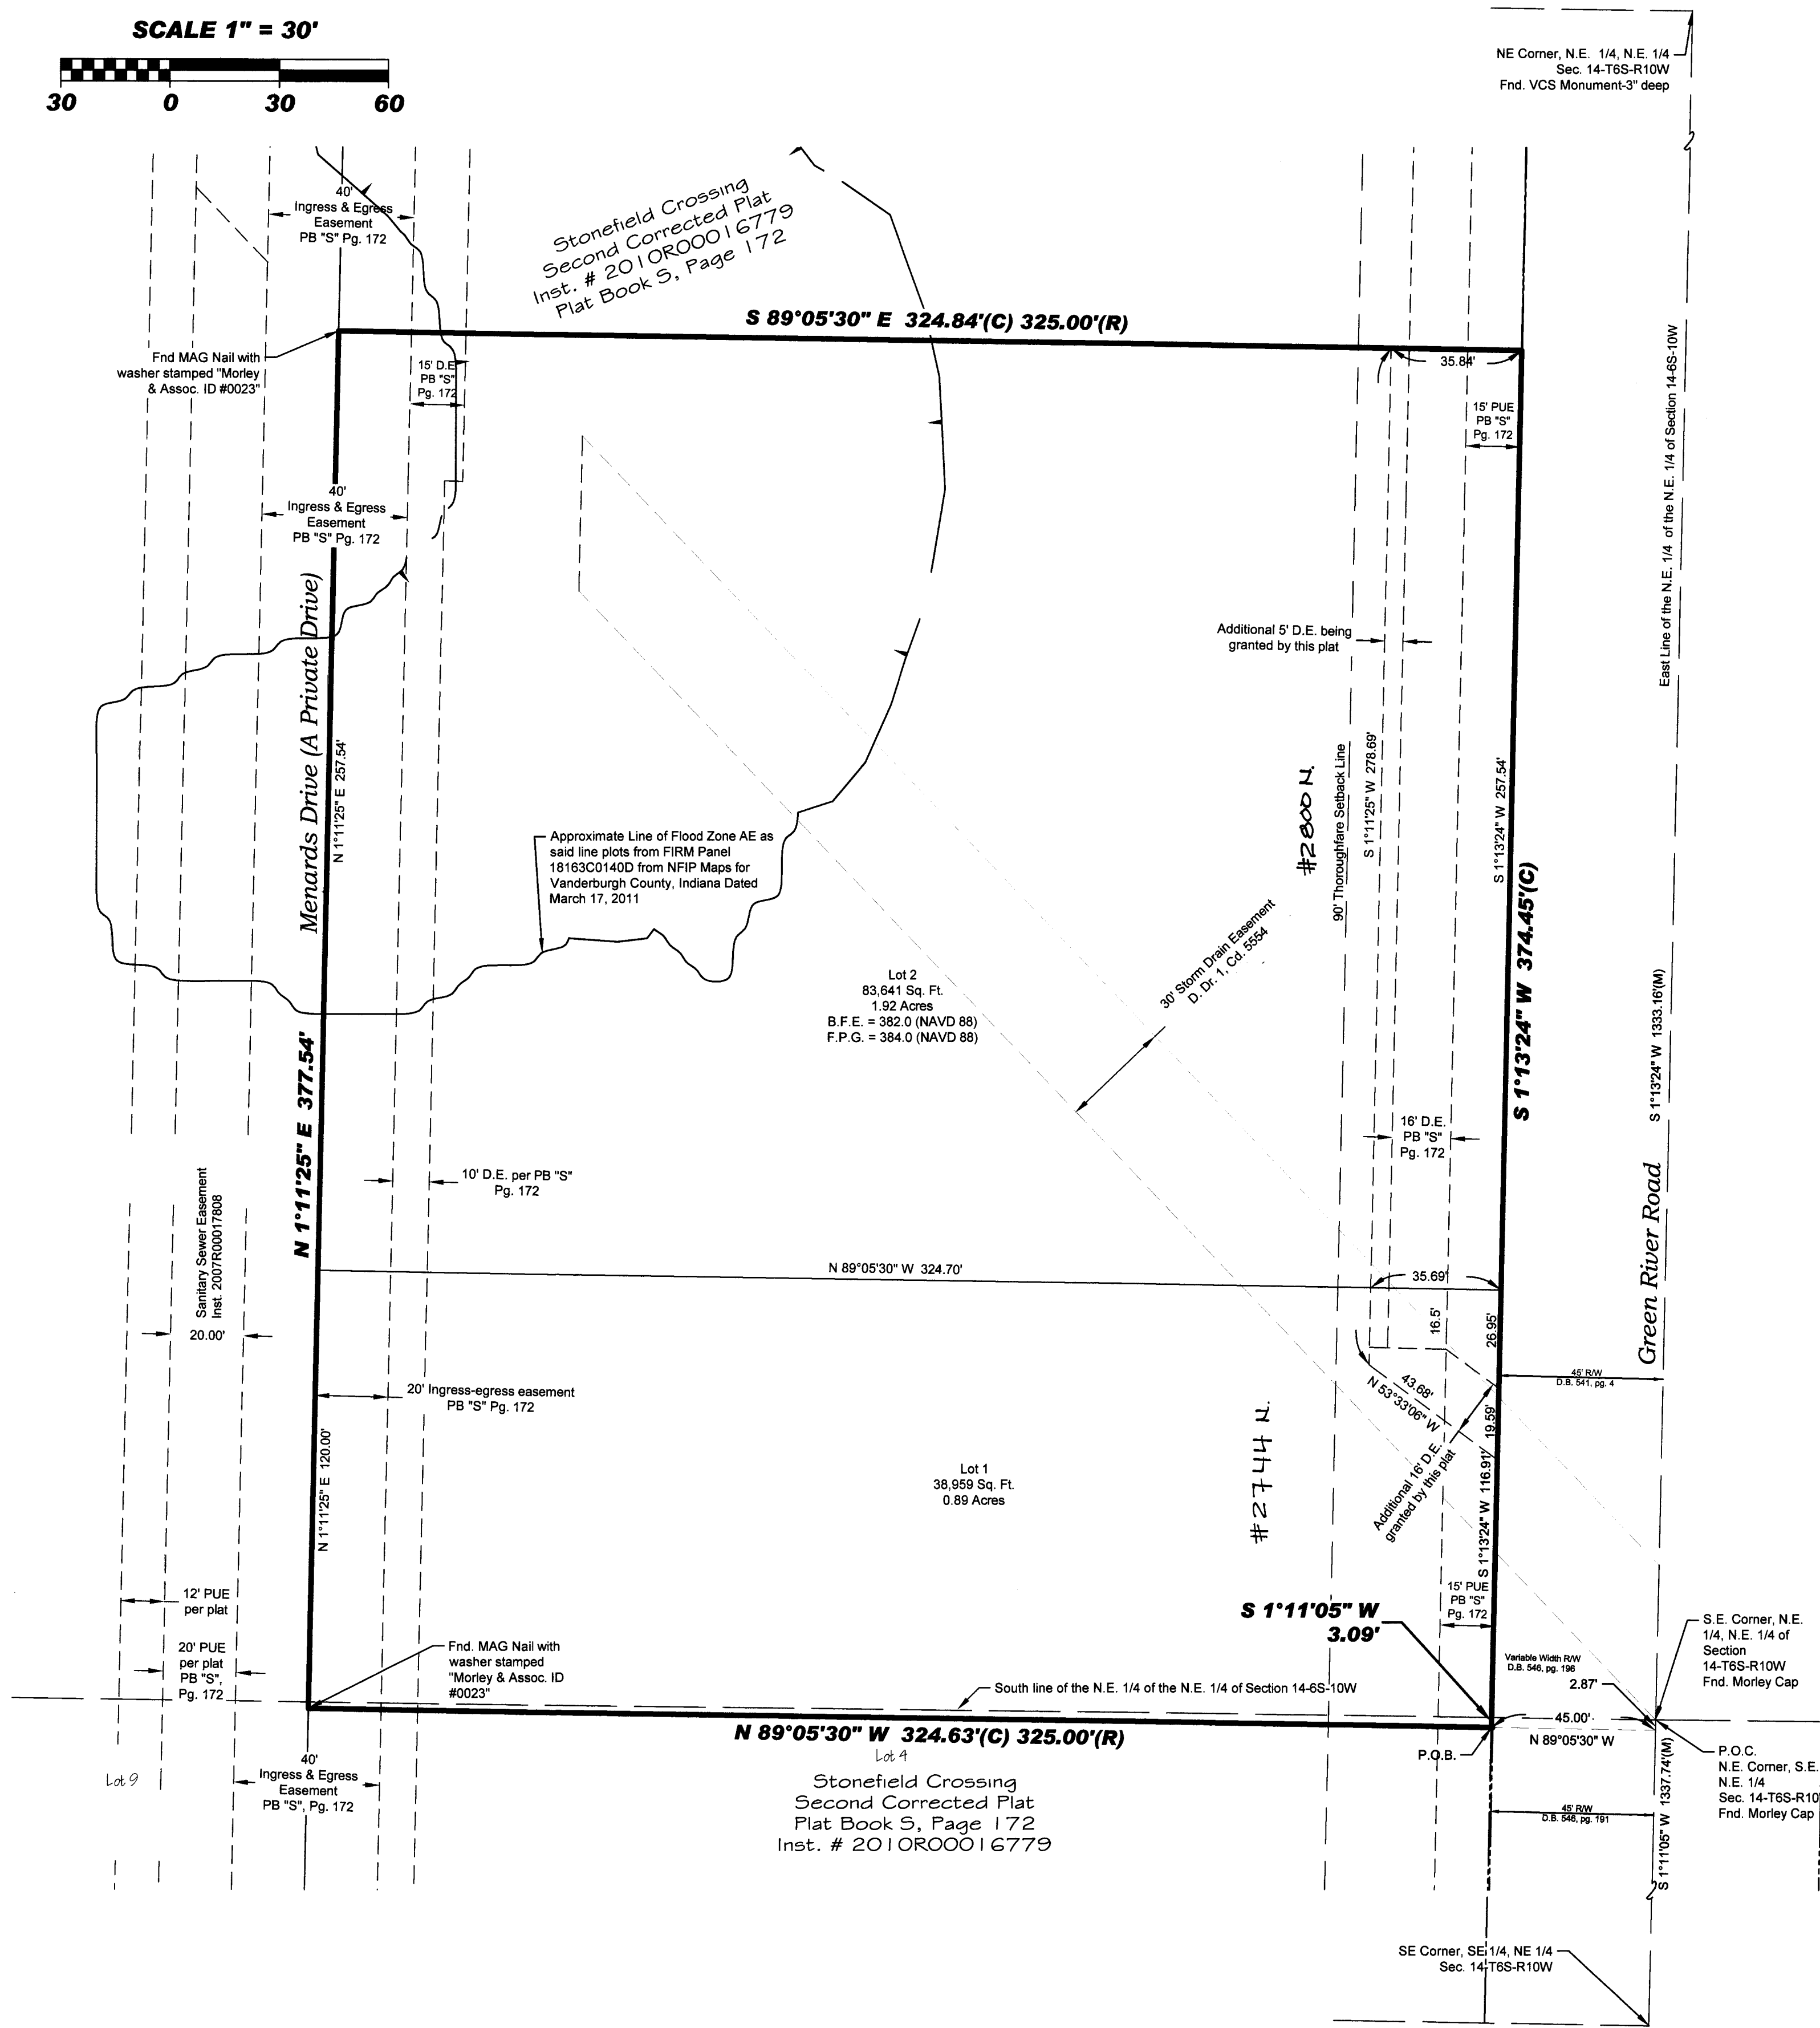 SCALE 1" = 30'
30 0 30 60
NE Corner, N.E. 1/4, N.E. 1/4
Sec. 14-T6S-R10W
Fnd. VCS Monument-3" deep
40'
Ingress & Egress
Easement
PB "S" Pg. 172
Stonefield Crossing
Second Corrected Plat
Inst. # 2010R00016779
Plat Book S, Page 172
S 89°05'30" E 324.84'(C) 325.00'(R)
Fnd MAG Nail with
washer stamped "Morley
& Assoc. ID #0023"
15' D.E.
PB "S"
Pg. 172
35.84'
15' PUE
PB "S"
Pg. 172
East Line of the N.E. 1/4 of the N.E. 1/4 of Section 14-6S-10W
40'
Ingress & Egress
Easement
PB "S" Pg. 172
Menards Drive (A Private Drive)
N 1°11'25" E 257.54'
Additional 5' D.E. being
granted by this plat
#2800 N.
90' Thoroughfare Setback Line
S 1°11'25" W 278.69'
S 1°13'24" W 257.54'
S 1°13'24" W 374.45'(C)
Approximate Line of Flood Zone AE as
said line plots from FIRM Panel
18163C0140D from NFIP Maps for
Vanderburgh County, Indiana Dated
March 17, 2011
30' Storm Drain Easement
D. Dr. 1, Cd. 5554
Lot 2
83,641 Sq. Ft.
1.92 Acres
B.F.E. = 382.0 (NAVD 88)
F.P.G. = 384.0 (NAVD 88)
S 1°13'24" W 1333.16'(M)
N 1°11'25" E 377.54'
16' D.E.
PB "S"
Pg. 172
10' D.E. per PB "S"
Pg. 172
Sanitary Sewer Easement
Inst. 2007R00017808
20.00'
Green River Road
N 89°05'30" W 324.70'
35.69'
16.5'
26.95'
45' R/W
D.B. 541, pg. 4
20' Ingress-egress easement
PB "S" Pg. 172
43.68'
N 53°33'06" W
19.59'
#2744 N.
Additional 16' D.E.
granted by this plat
N 1°11'25" E 120.00'
Lot 1
38,959 Sq. Ft.
0.89 Acres
S 1°13'24" W 116.91'
12' PUE
per plat
15' PUE
PB "S"
Pg. 172
S 1°11'05" W
3.09'
20' PUE
per plat
PB "S",
Pg. 172
Fnd. MAG Nail with
washer stamped
"Morley & Assoc. ID
#0023"
South line of the N.E. 1/4 of the N.E. 1/4 of Section 14-6S-10W
Variable Width R/W
D.B. 546, pg. 196
2.87'
S.E. Corner, N.E.
1/4, N.E. 1/4 of
Section
14-T6S-R10W
Fnd. Morley Cap
N 89°05'30" W 324.63'(C) 325.00'(R)
45.00'
N 89°05'30" W
P.O.B.
P.O.C.
N.E. Corner, S.E.
N.E. 1/4
Sec. 14-T6S-R10
Fnd. Morley Cap
Lot 9
40'
Ingress & Egress
Easement
PB "S", Pg. 172
Lot 4
Stonefield Crossing
Second Corrected Plat
Plat Book S, Page 172
Inst. # 2010R00016779
45' R/W
D.B. 546, pg. 191
S 1°11'05" W 1337.74'(M)
SE Corner, SE 1/4, NE 1/4
Sec. 14-T6S-R10W